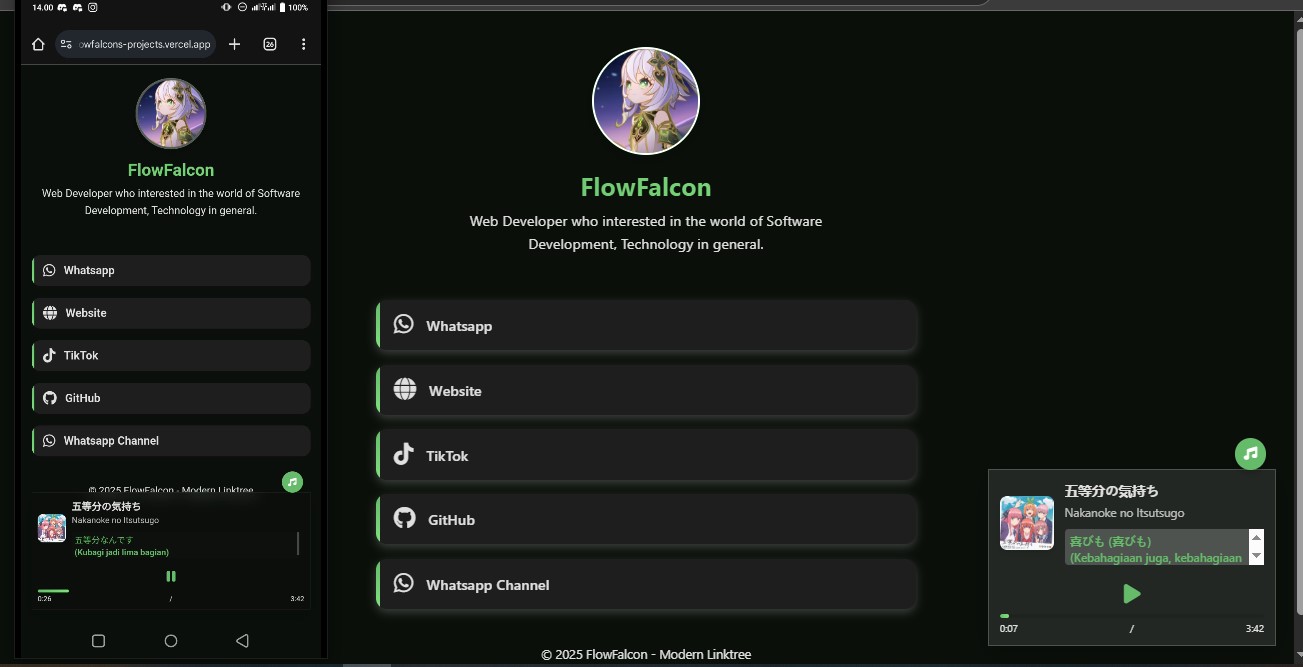 14.00
100%
owfalcons-projects.vercel.app
26
FlowFalcon
Web Developer who interested in the world of Software
Development, Technology in general.
Whatsapp
Website
TikTok
GitHub
Whatsapp Channel
© 2025 FlowFalcon - Modern Linktree
五等分の気持ち
Nakanoke no Itsutsugo
五等分なんです
(Kubagi jadi lima bagian)
0:26
/
3:42
FlowFalcon
Web Developer who interested in the world of Software
Development, Technology in general.
Whatsapp
Website
TikTok
GitHub
Whatsapp Channel
© 2025 FlowFalcon - Modern Linktree
五等分の気持ち
Nakanoke no Itsutsugo
喜びも (喜びも)
(Kebahagiaan juga, kebahagiaan
0:07
/
3:42